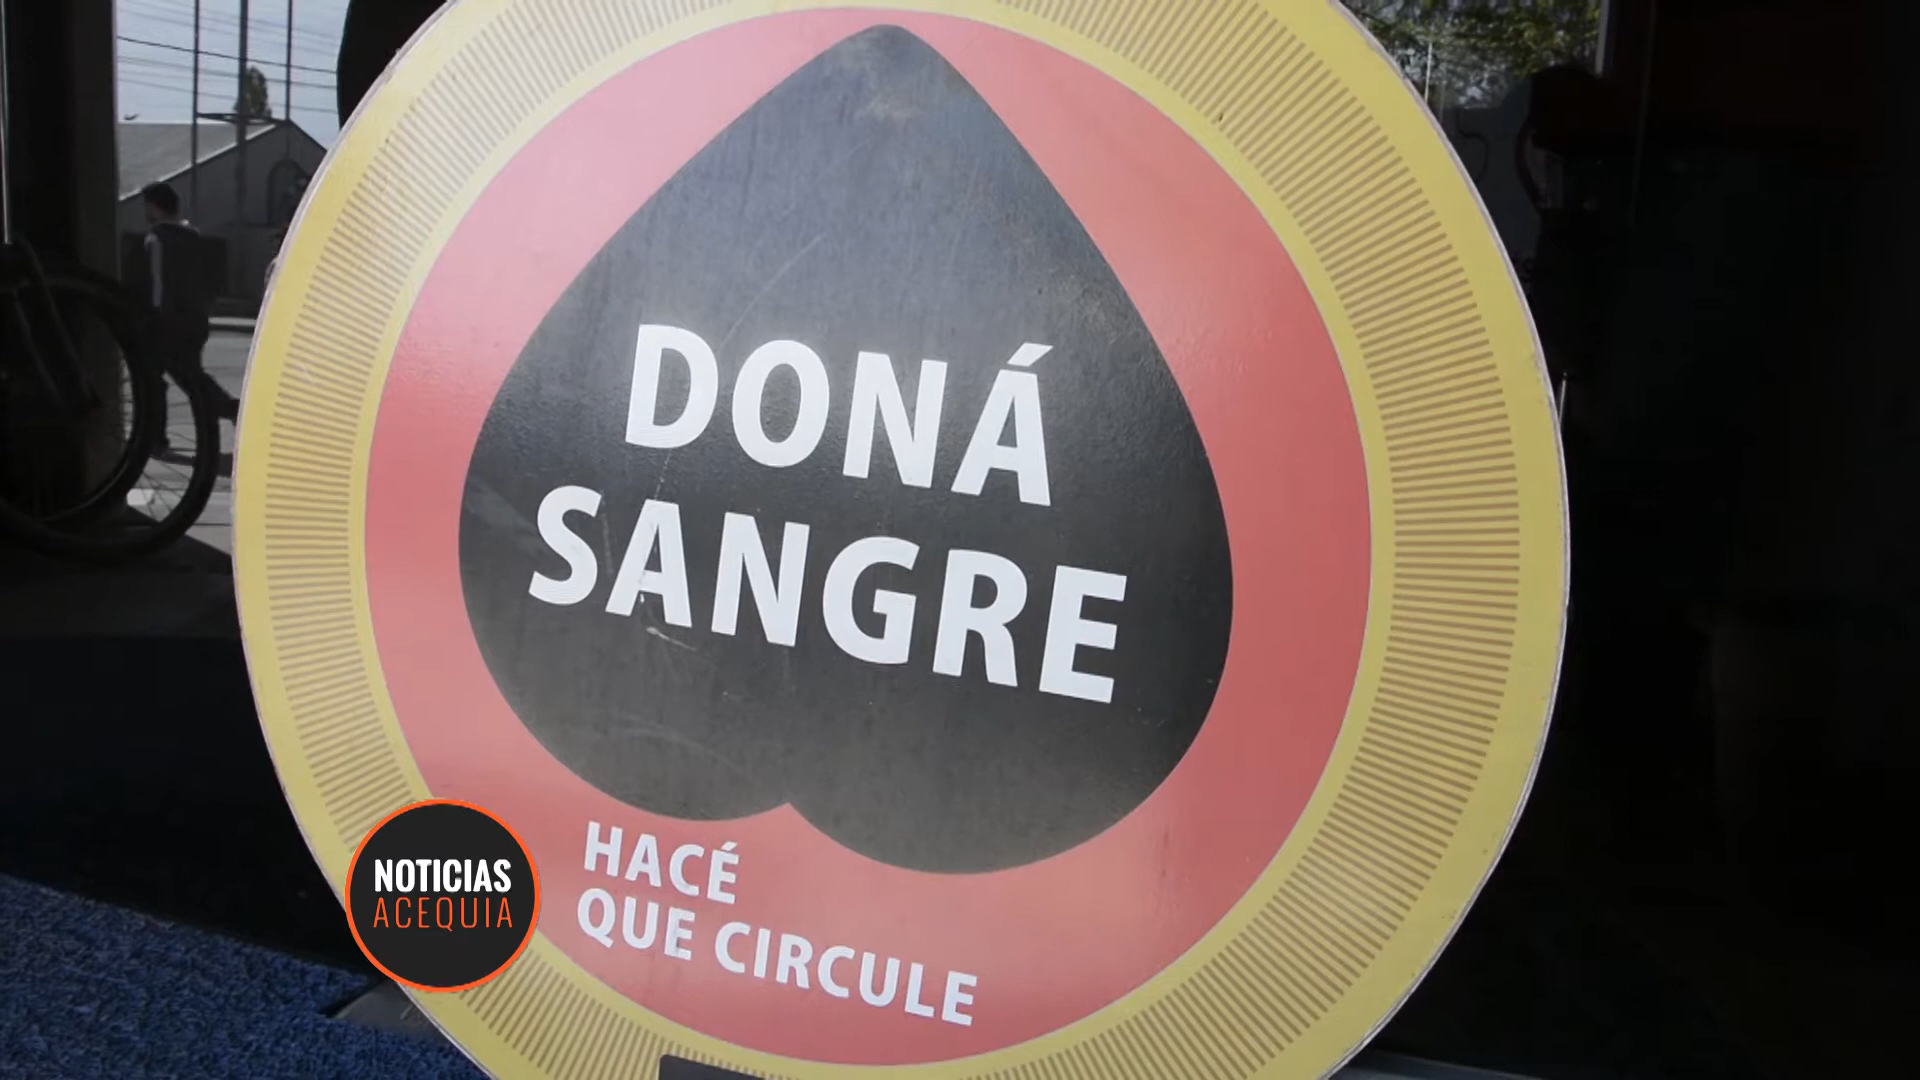 DONÁ
SANGRE
HACÉ
QUE CIRCULE
NOTICIAS
ACEQUIA